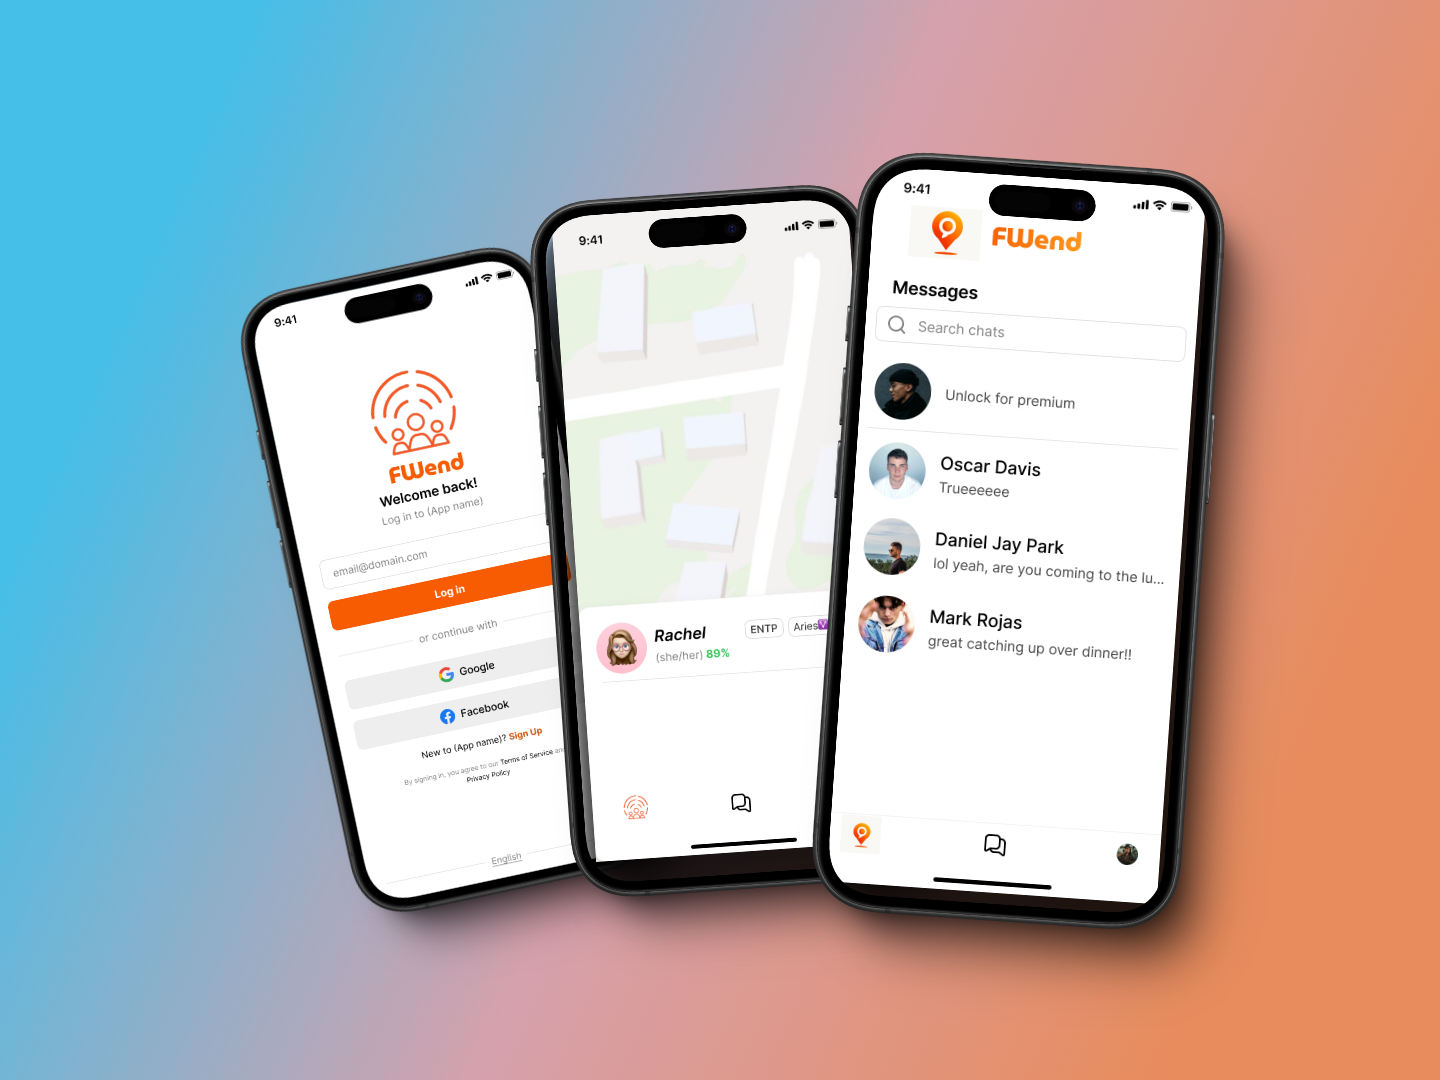 9:41
FWend
Welcome back!
Log in to (App name)
email@domain.com
Log in
or continue with
Google
Facebook
New to (App name)? Sign Up
By signing in, you agree to our Terms of Service and
Privacy Policy
English
9:41
Rachel
ENTP
Aries
(she/her) 89%
9:41
FWend
Messages
Search chats
Unlock for premium
Oscar Davis
Trueeeeee
Daniel Jay Park
lol yeah, are you coming to the lu...
Mark Rojas
great catching up over dinner!!